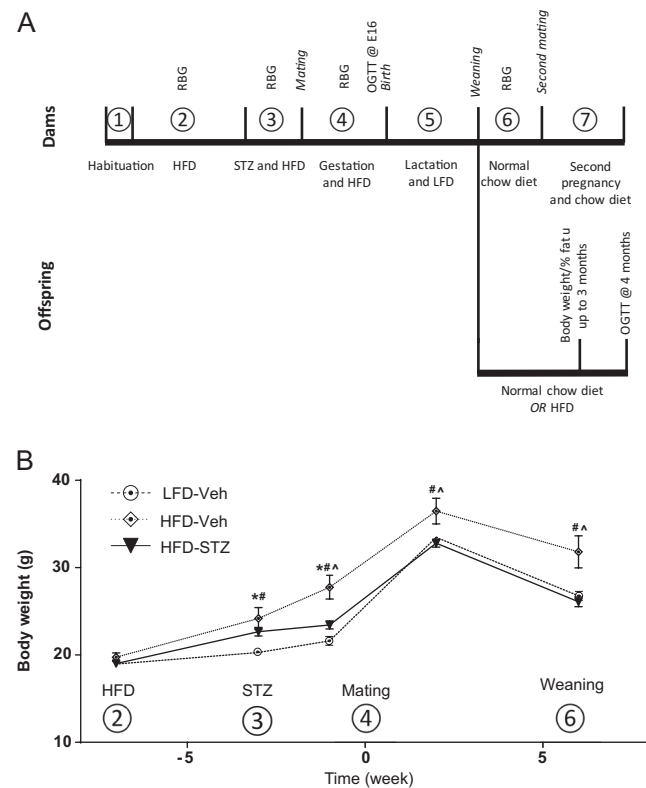 A
RBG
RBG
Mating
RBG
OGTT @ E16
Birth
Weaning
RBG
Second mating
Dams
1
2
3
4
5
6
7
Habituation
HFD
STZ and HFD
Gestation
and HFD
Lactation
and LFD
Normal
chow diet
Second
pregnancy
and chow diet
Offspring
Body weight/% fat u
up to 3 months
OGTT @ 4 months
Normal chow diet
OR HFD
B
40
30
20
10
Body weight (g)
LFD-Veh
HFD-Veh
HFD-STZ
*#
*#^
#^
#^
HFD
STZ
Mating
Weaning
2
3
4
6
-5
0
5
Time (week)